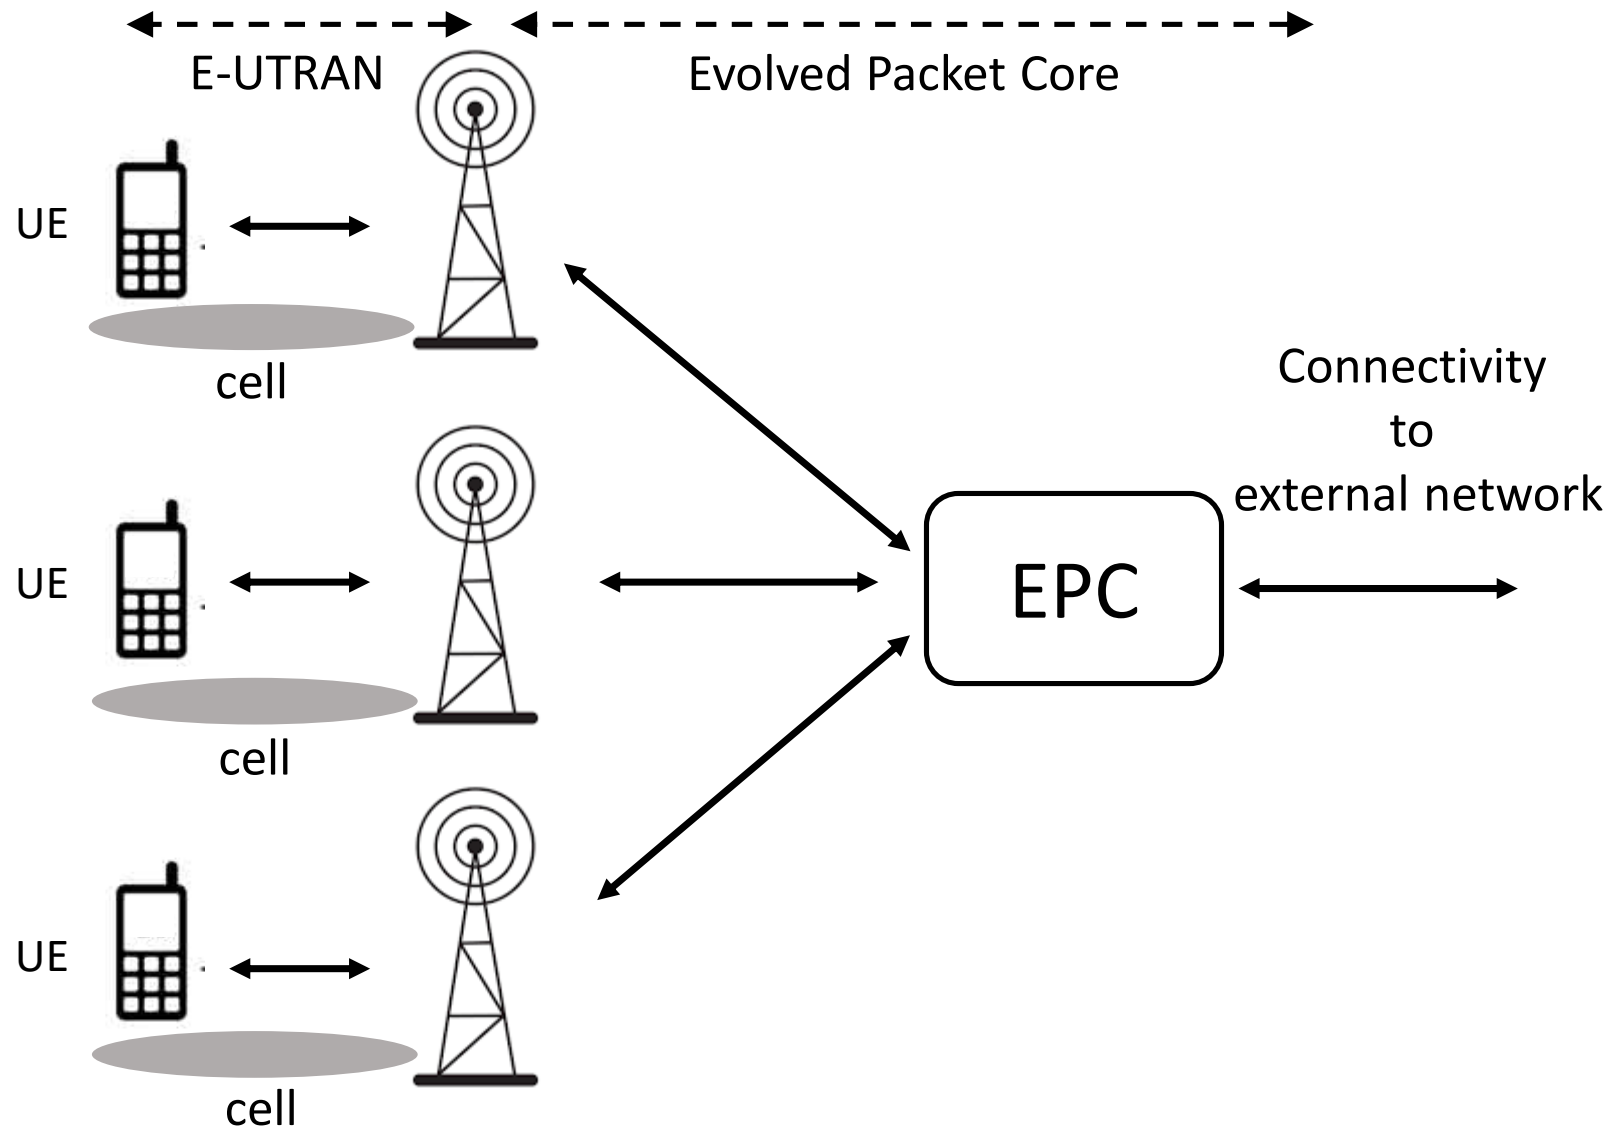 E-UTRAN
Evolved Packet Core
UE
cell
UE
cell
UE
cell
EPC
Connectivity
to
external network